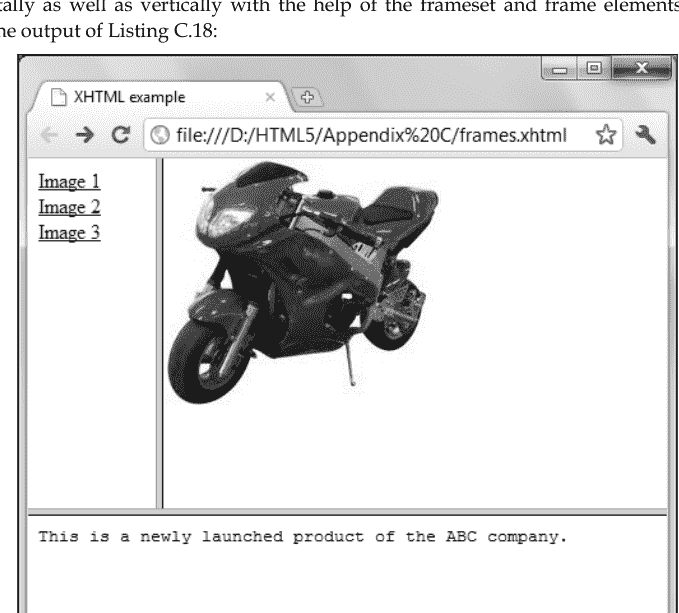 tally as well as vertically with the help of the frameset and frame elements
he output of Listing C.18:
XHTML example
file:///D:/HTML5/Appendix%20C/frames.xhtml
Image 1
Image 2
Image 3
This is a newly launched product of the ABC company.